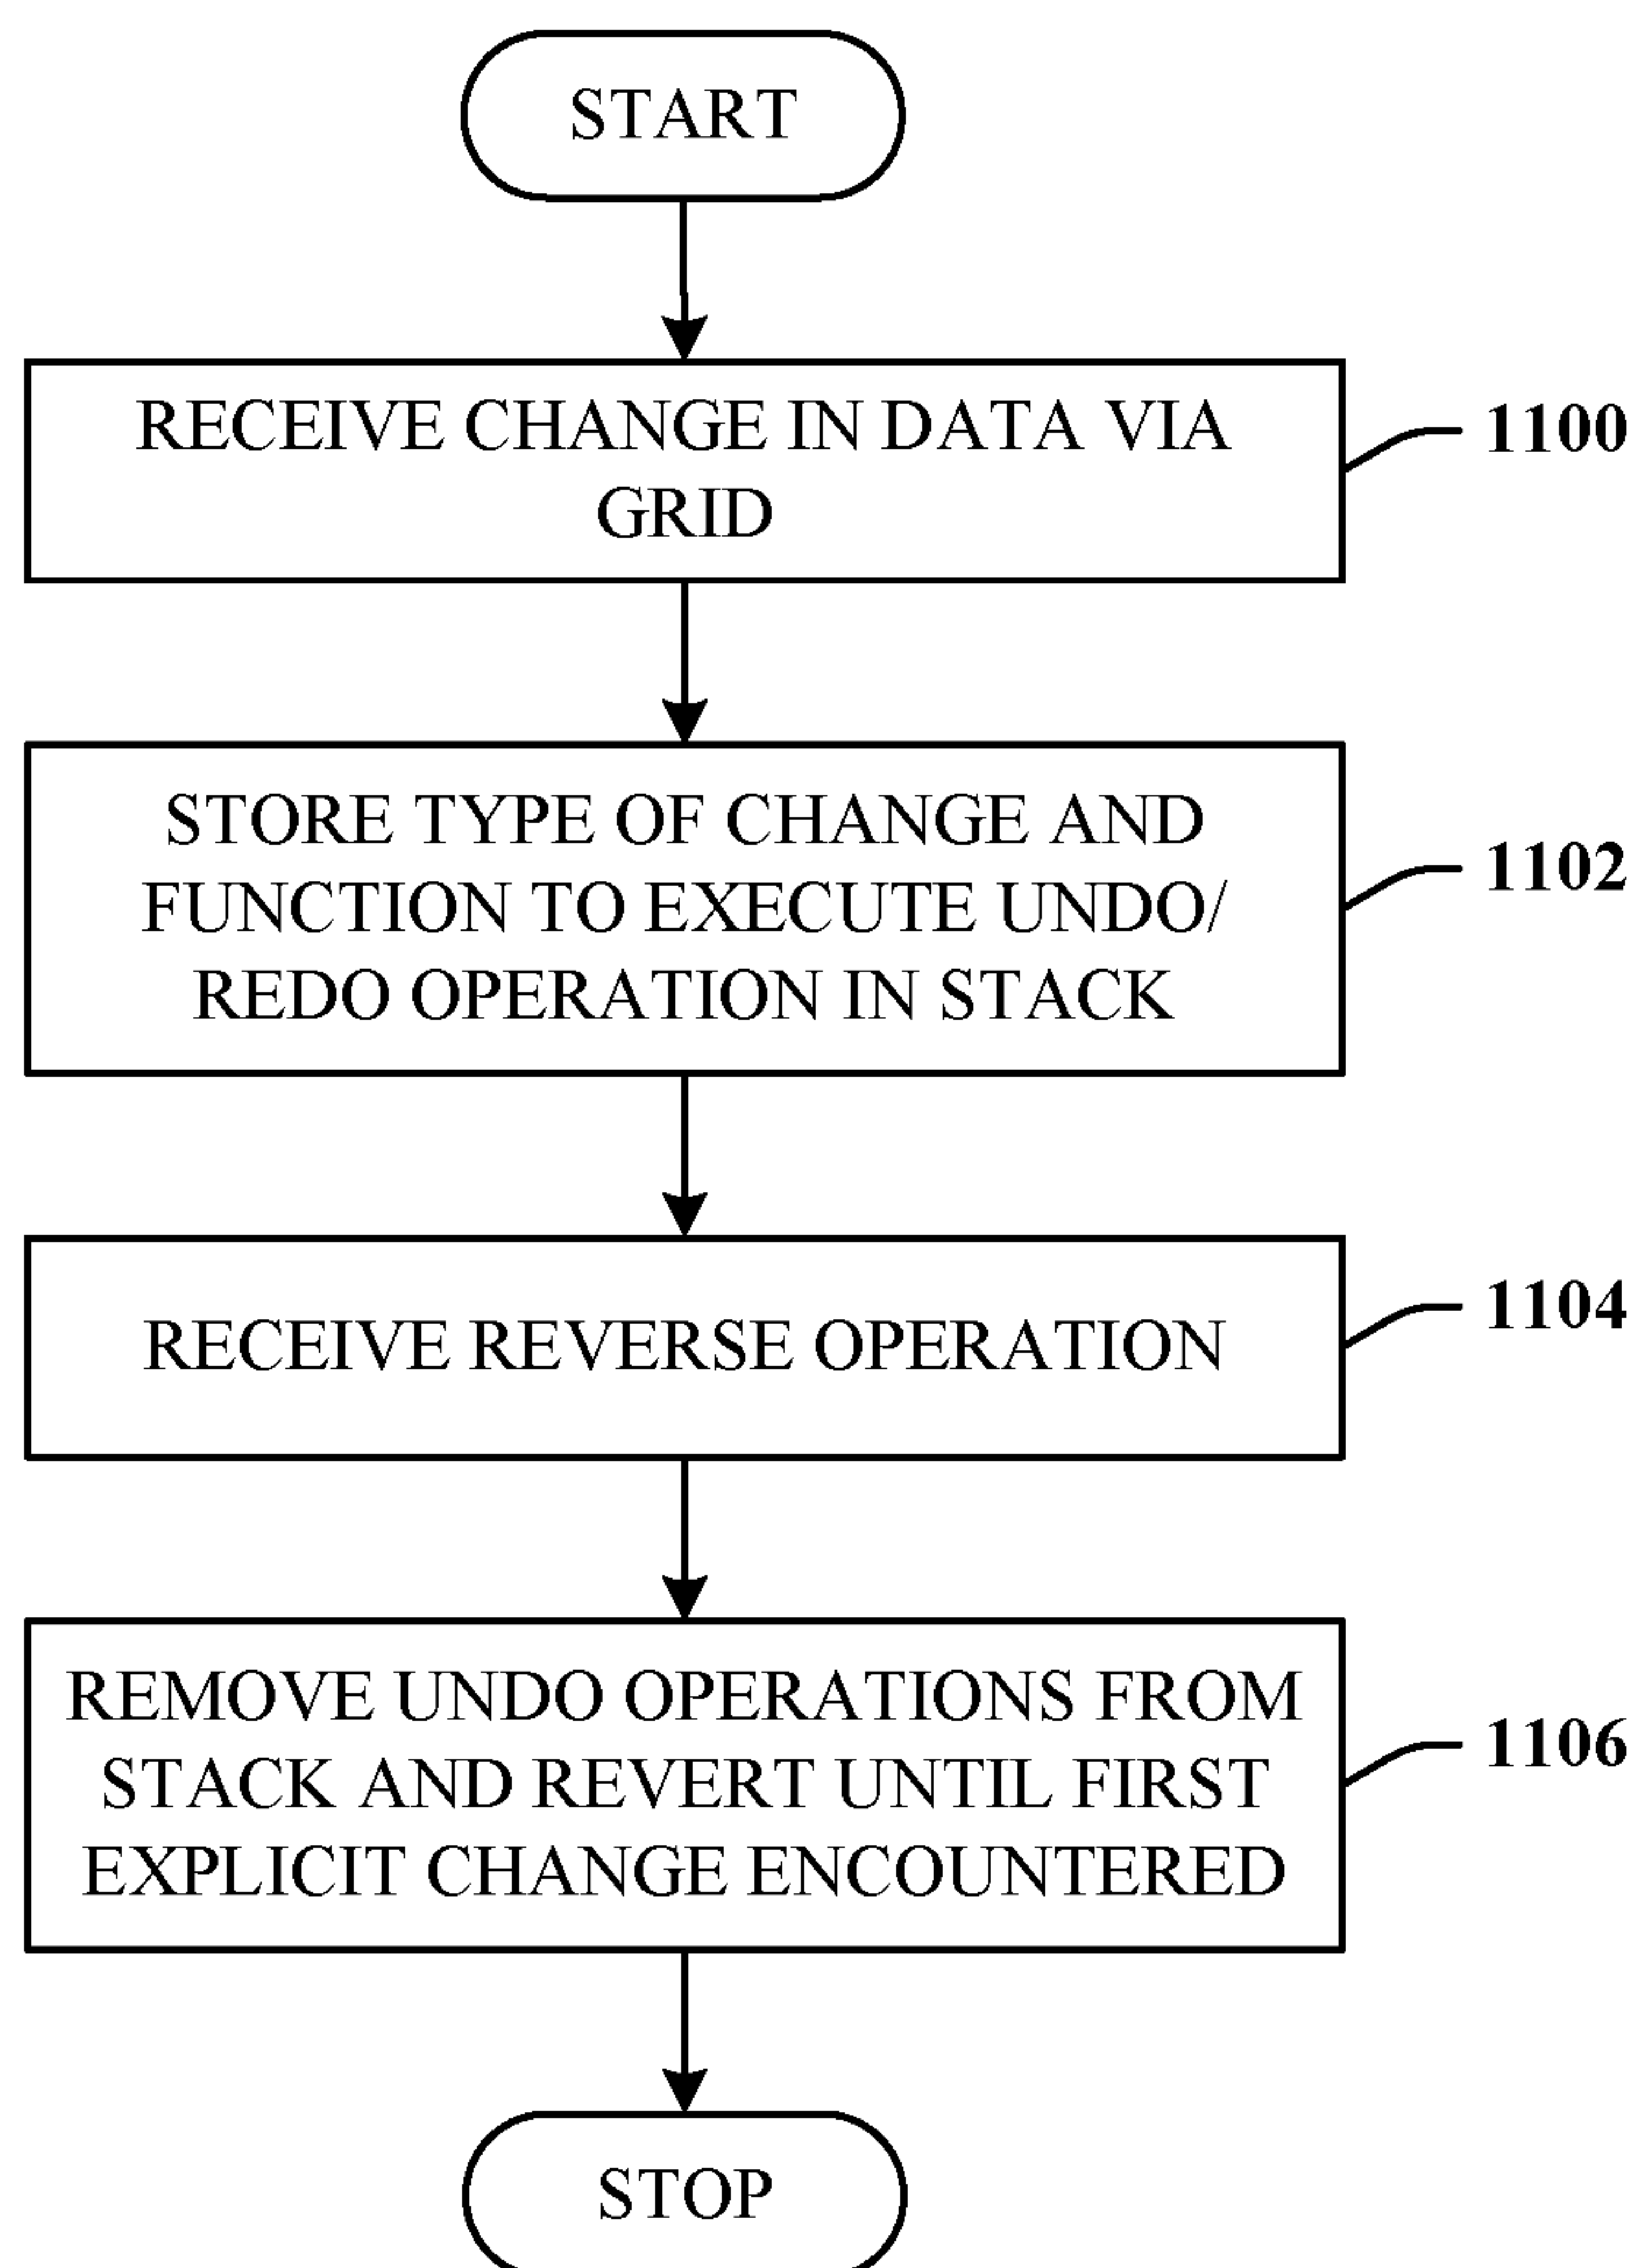 START
RECEIVE CHANGE IN DATA VIA
GRID
1100
STORE TYPE OF CHANGE AND
FUNCTION TO EXECUTE UNDO/
REDO OPERATION IN STACK
1102
RECEIVE REVERSE OPERATION
1104
REMOVE UNDO OPERATIONS FROM
STACK AND REVERT UNTIL FIRST
EXPLICIT CHANGE ENCOUNTERED
1106
STOP